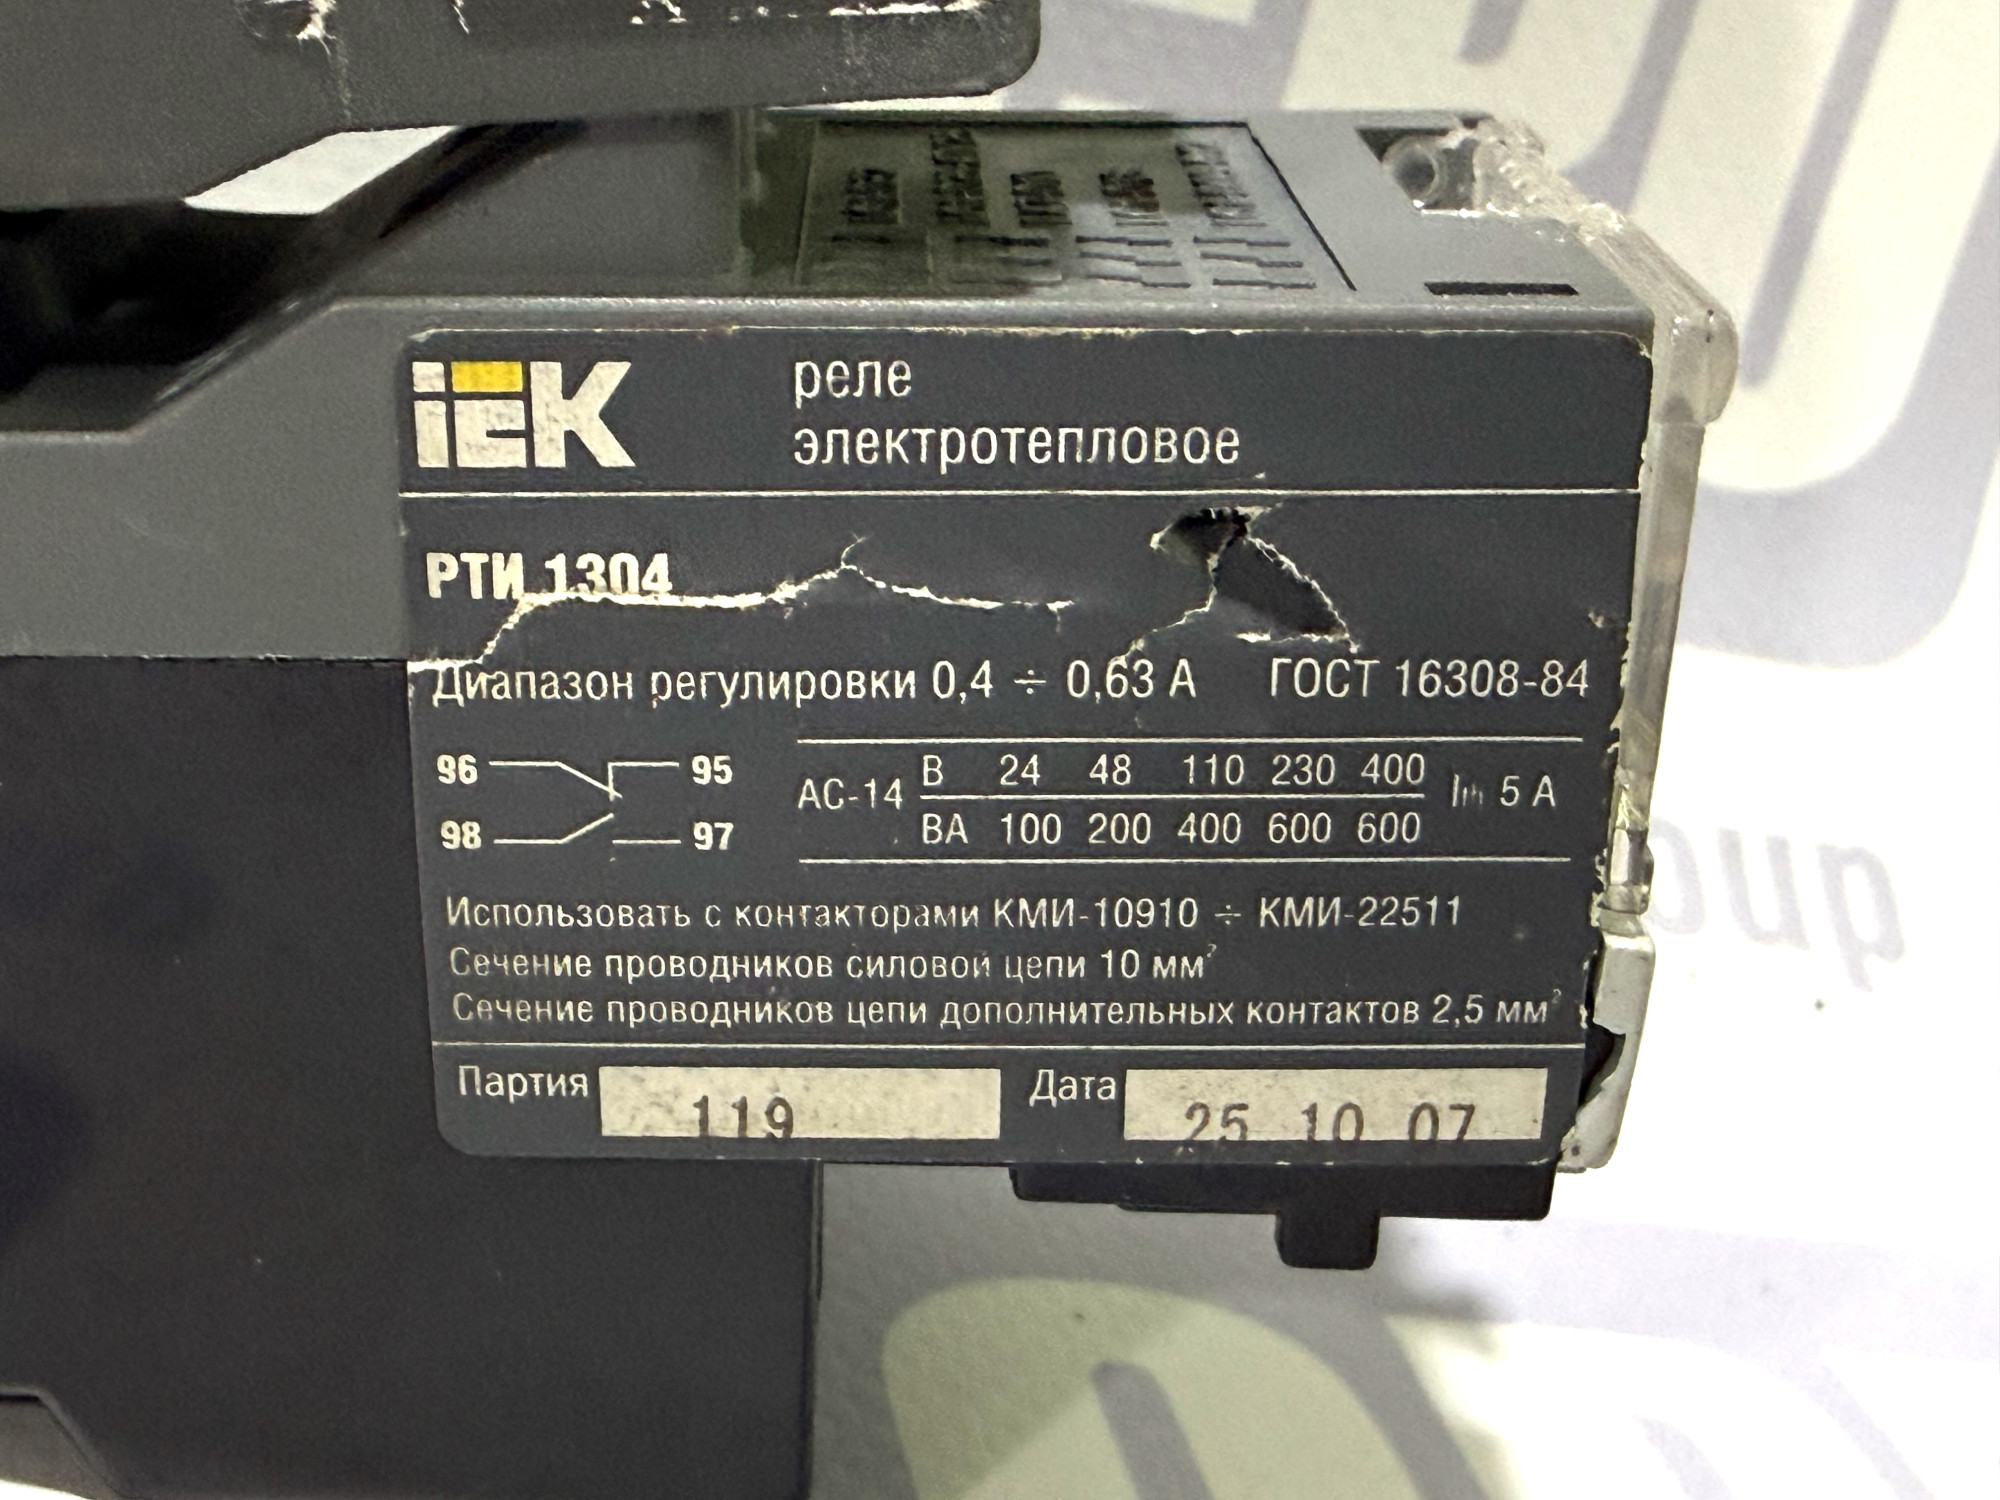 IEK
реле
электротепловое
РТИ 1304
Диапазон регулировки 0,4 ÷ 0,63 А ГОСТ 16308-84
96 95
98 97
АС-14 В 24 48 110 230 400 Ith 5 А
ВА 100 200 400 600 600
Использовать с контакторами КМИ-10910 ÷ КМИ-22511
Сечение проводников силовой цепи 10 мм²
Сечение проводников цепи дополнительных контактов 2,5 мм²
Партия 119 Дата 25 10 07